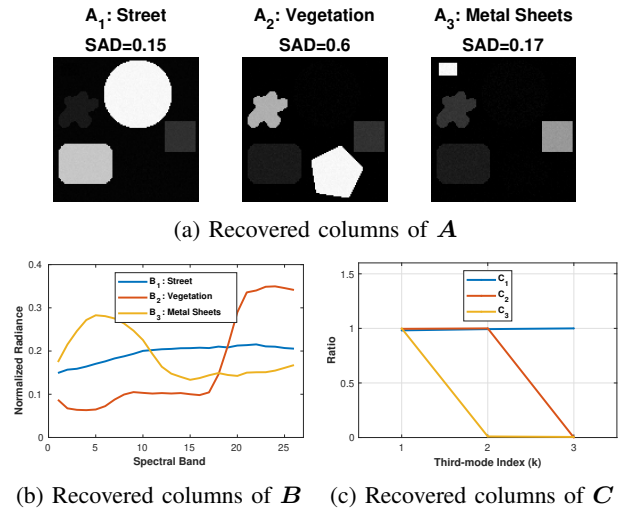 A₁: Street
SAD=0.15
A₂: Vegetation
SAD=0.6
A₃: Metal Sheets
SAD=0.17
(a) Recovered columns of A
0.4
0.3
0.2
0.1
0
Normalized Radiance
B₁: Street
B₂: Vegetation
B₃: Metal Sheets
0 5 10 15 20 25
Spectral Band
(b) Recovered columns of B
1.5
1
0.5
0
Ratio
C₁
C₂
C₃
1 2 3
Third-mode Index (k)
(c) Recovered columns of C